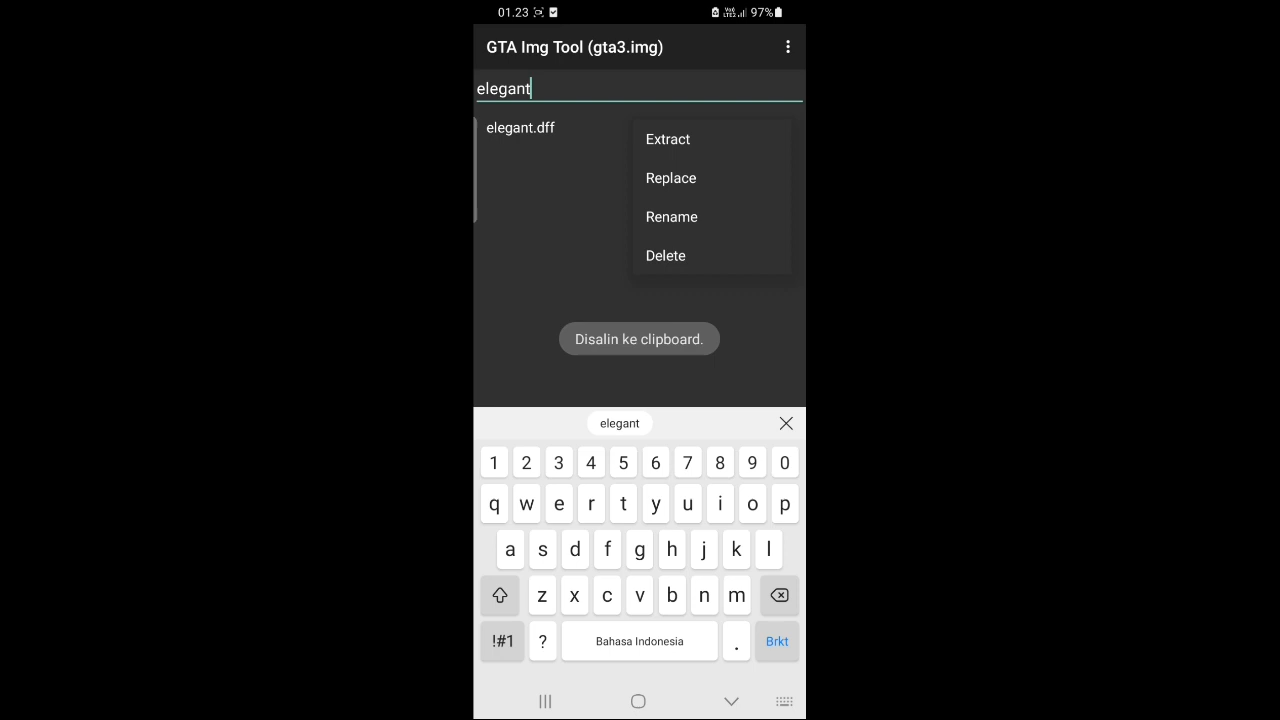 01.23 97%
GTA Img Tool (gta3.img)
elegant
elegant.dff
Extract
Replace
Rename
Delete
Disalin ke clipboard.
elegant
1 2 3 4 5 6 7 8 9 0
q w e r t y u i o p
a s d f g h j k l
z x c v b n m
!#1 ? Bahasa Indonesia . Brkt